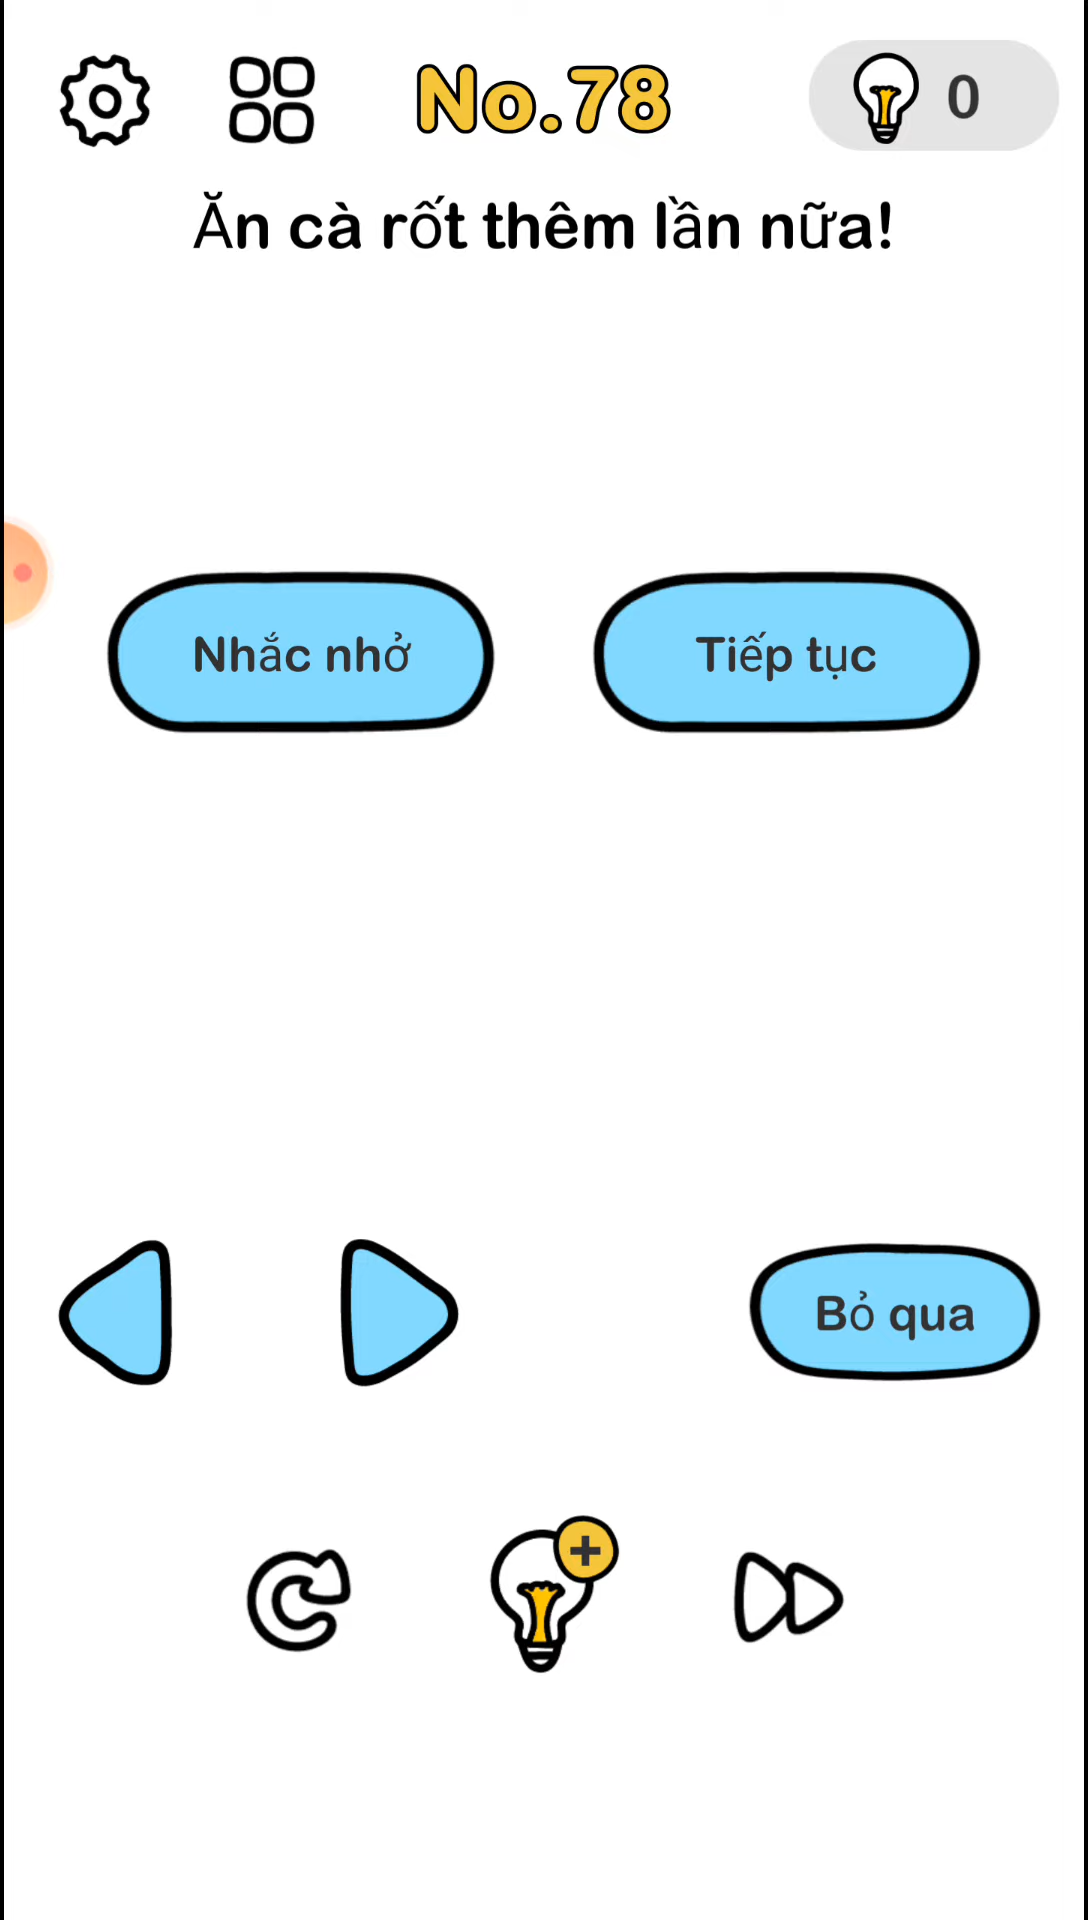 No.78
0
Ăn cà rốt thêm lần nữa!
Nhắc nhở
Tiếp tục
Bỏ qua